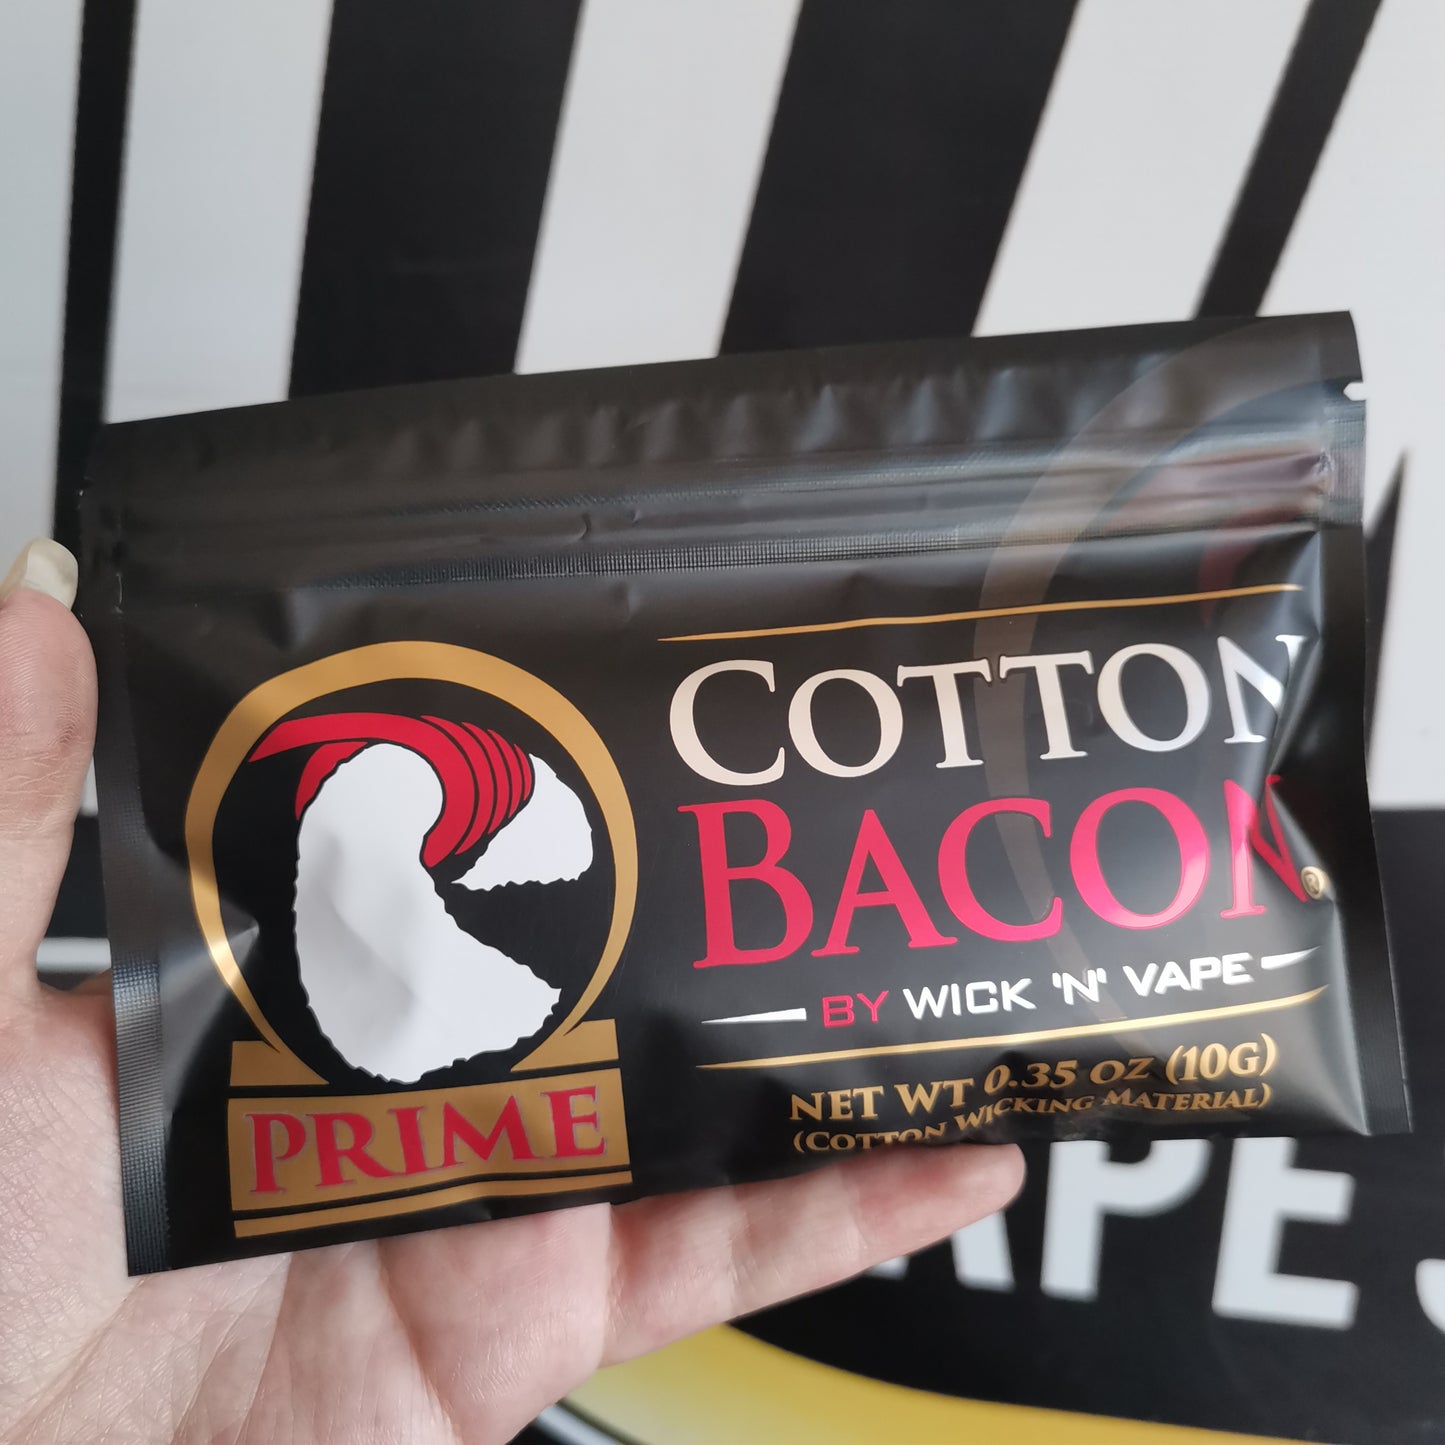 COTTON
BACON®
BY WICK 'N' VAPE
NET WT 0.35 OZ (10G)
(COTTON WICKING MATERIAL)
PRIME